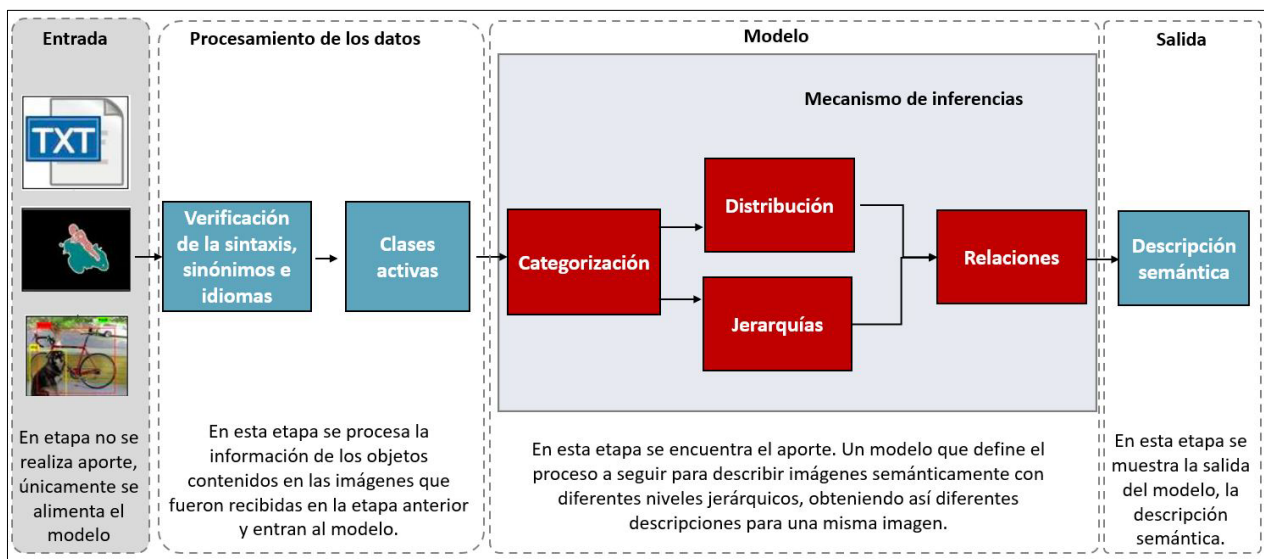 Entrada
TXT
En etapa no se
realiza aporte,
únicamente se
alimenta el
modelo
Procesamiento de los datos
Verificación
de la sintaxis,
sinónimos e
idiomas
Clases
activas
En esta etapa se procesa la
información de los objetos
contenidos en las imágenes que
fueron recibidas en la etapa anterior
y entran al modelo.
Modelo
Mecanismo de inferencias
Categorización
Distribución
Jerarquías
Relaciones
En esta etapa se encuentra el aporte. Un modelo que define el
proceso a seguir para describir imágenes semánticamente con
diferentes niveles jerárquicos, obteniendo así diferentes
descripciones para una misma imagen.
Salida
Descripción
semántica
En esta etapa se
muestra la salida
del modelo, la
descripción
semántica.